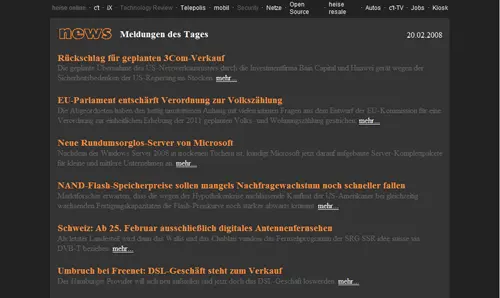 heise online · c't · iX · Technology Review · Telepolis · mobil · Security · Netze · Open Source · heise resale · Autos · c't-TV · Jobs · Kiosk
news Meldungen des Tages 20.02.2008
Rückschlag für geplanten 3Com-Verkauf
Die geplante Übernahme des US-Netzwerkausrüsters durch die Investmentfirma Bain Capital und Huawei gerät wegen der
Sicherheitsbedenken der US-Regierung ins Stocken. mehr...
EU-Parlament entschärft Verordnung zur Volkszählung
Die Abgeordneten haben den heftig umstrittenen Anhang mit vielen intimen Fragen aus dem Entwurf der EU-Kommission für eine
Verordnung zur einheitlichen Erhebung der 2011 geplanten Volks- und Wohnungszählung gestrichen. mehr...
Neue Rundumsorglos-Server von Microsoft
Nachdem der Windows Server 2008 in trockenen Tüchern ist, kündigt Microsoft jetzt darauf aufgebaute Server-Komplettpakete
für kleine und mittlere Unternehmen an. mehr...
NAND-Flash-Speicherpreise sollen mangels Nachfragewachstum noch schneller fallen
Marktforscher erwarten, dass die wegen der Hypothekenkrise nachlassende Kauflust der US-Amerikaner bei gleichzeitig
wachsenden Fertigungskapazitäten die Flash-Preiskurve noch stärker abwärts krümmt. mehr...
Schweiz: Ab 25. Februar ausschließlich digitales Antennenfernsehen
Als letzter Landesteil wird dann das Wallis und das Chablais vandois das Fernsehprogramm der SRG SSR idée suisse via
DVB-T beziehen. mehr...
Umbruch bei Freenet: DSL-Geschäft steht zum Verkauf
Der Hamburger Provider will sich neu aufstellen und jetzt doch das DSL-Geschäft loswerden. mehr...